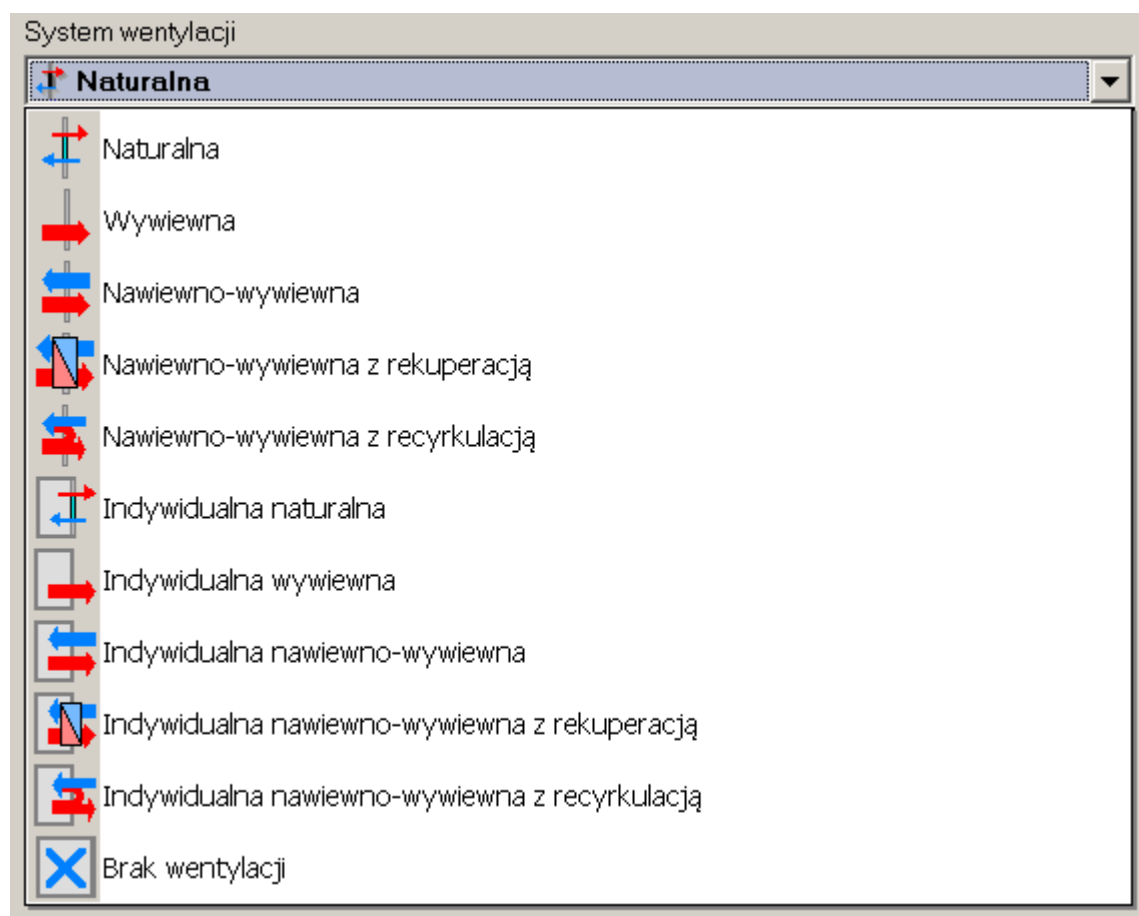 System wentylacji
Naturalna
Naturalna
Wywiewna
Nawiewno-wywiewna
Nawiewno-wywiewna z rekuperacją
Nawiewno-wywiewna z recyrkulacją
Indywidualna naturalna
Indywidualna wywiewna
Indywidualna nawiewno-wywiewna
Indywidualna nawiewno-wywiewna z rekuperacją
Indywidualna nawiewno-wywiewna z recyrkulacją
Brak wentylacji